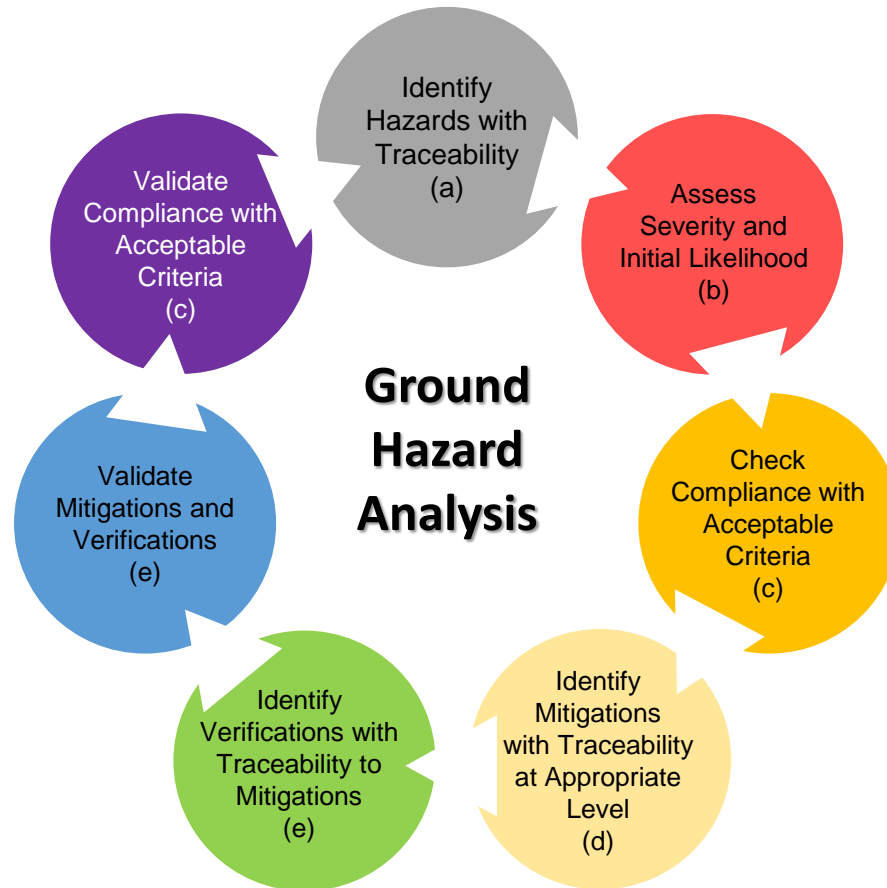 Identify
Hazards with
Traceability
(a)
Assess
Severity and
Initial Likelihood
(b)
Check
Compliance with
Acceptable
Criteria
(c)
Identify
Mitigations
with Traceability
at Appropriate
Level
(d)
Identify
Verifications with
Traceability to
Mitigations
(e)
Validate
Mitigations and
Verifications
(e)
Validate
Compliance with
Acceptable
Criteria
(c)
Ground
Hazard
Analysis